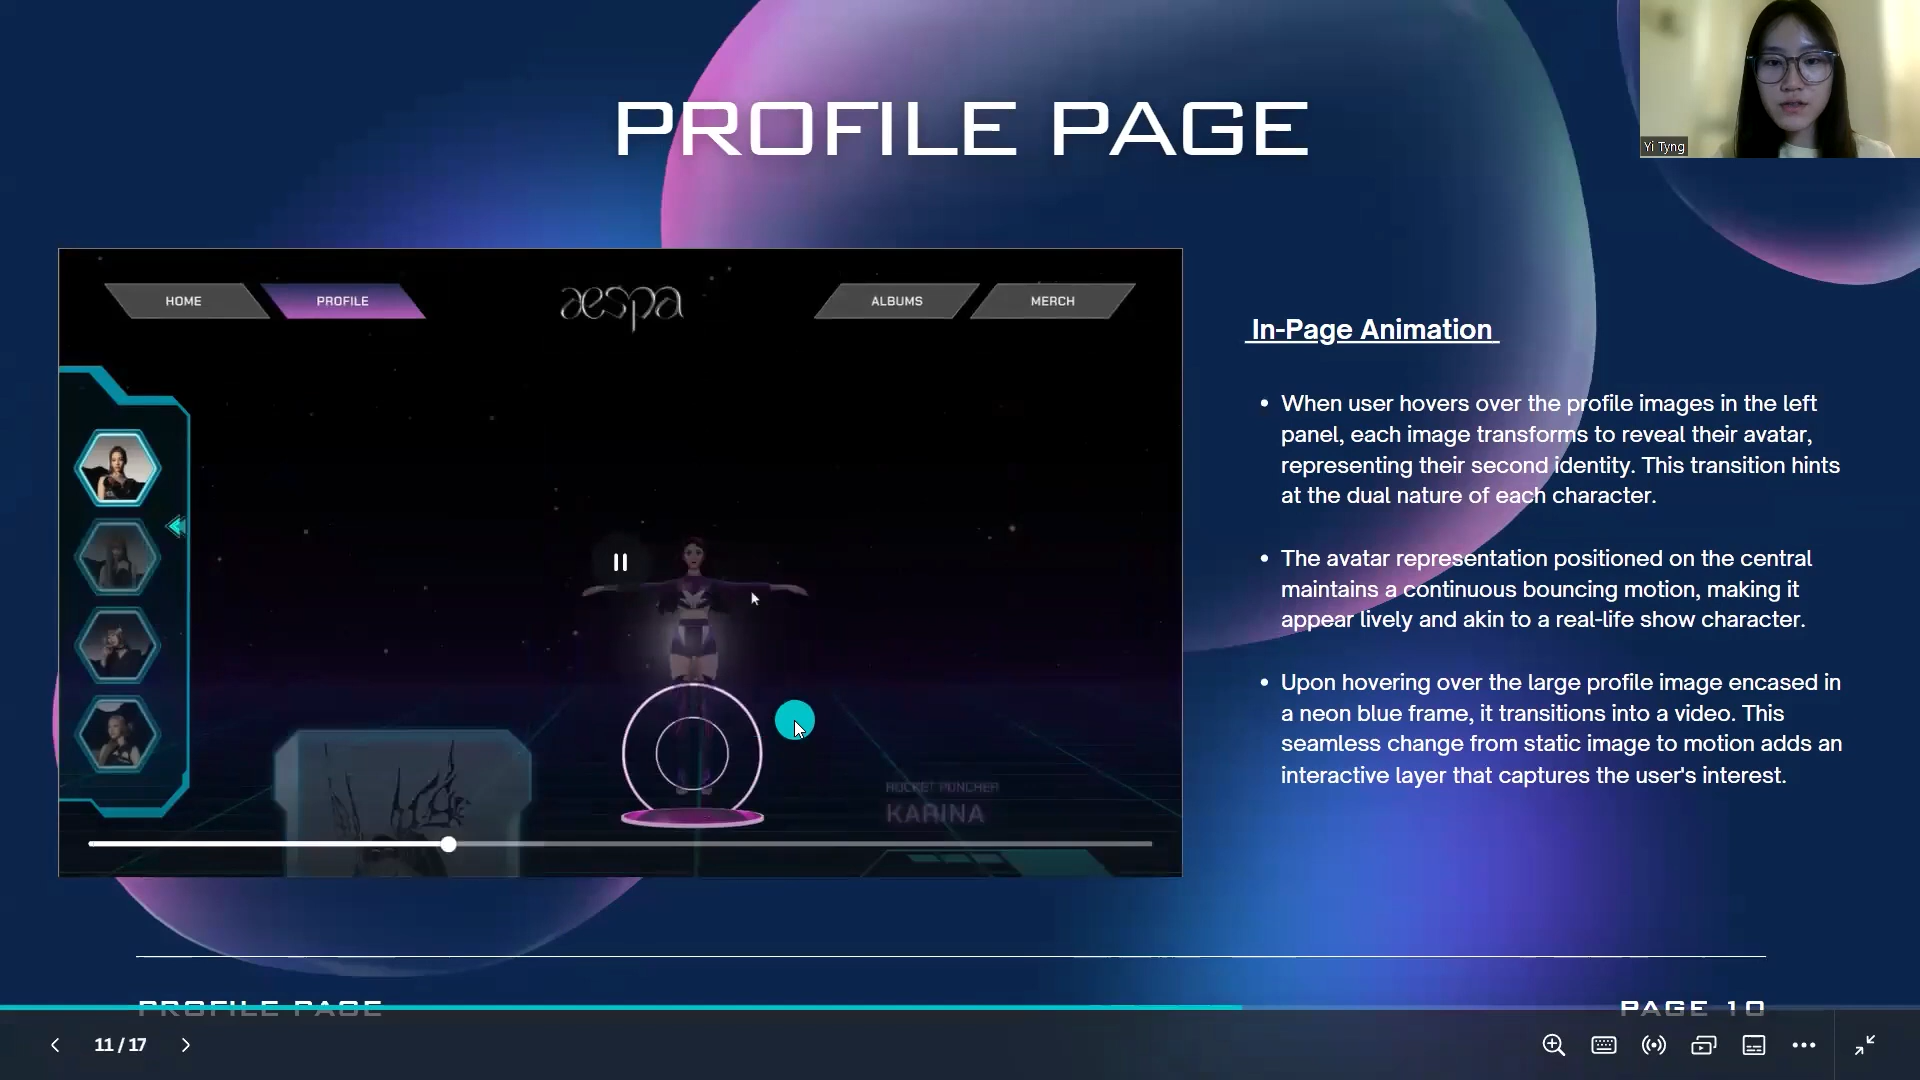 PROFILE PAGE
Yi Tyng
HOME
PROFILE
aespa
ALBUMS
MERCH
ROCKET PUNCHER
KARINA
In-Page Animation
• When user hovers over the profile images in the left
panel, each image transforms to reveal their avatar,
representing their second identity. This transition hints
at the dual nature of each character.
• The avatar representation positioned on the central
maintains a continuous bouncing motion, making it
appear lively and akin to a real-life show character.
• Upon hovering over the large profile image encased in
a neon blue frame, it transitions into a video. This
seamless change from static image to motion adds an
interactive layer that captures the user's interest.
PROFILE PAGE
PAGE 10
11 / 17